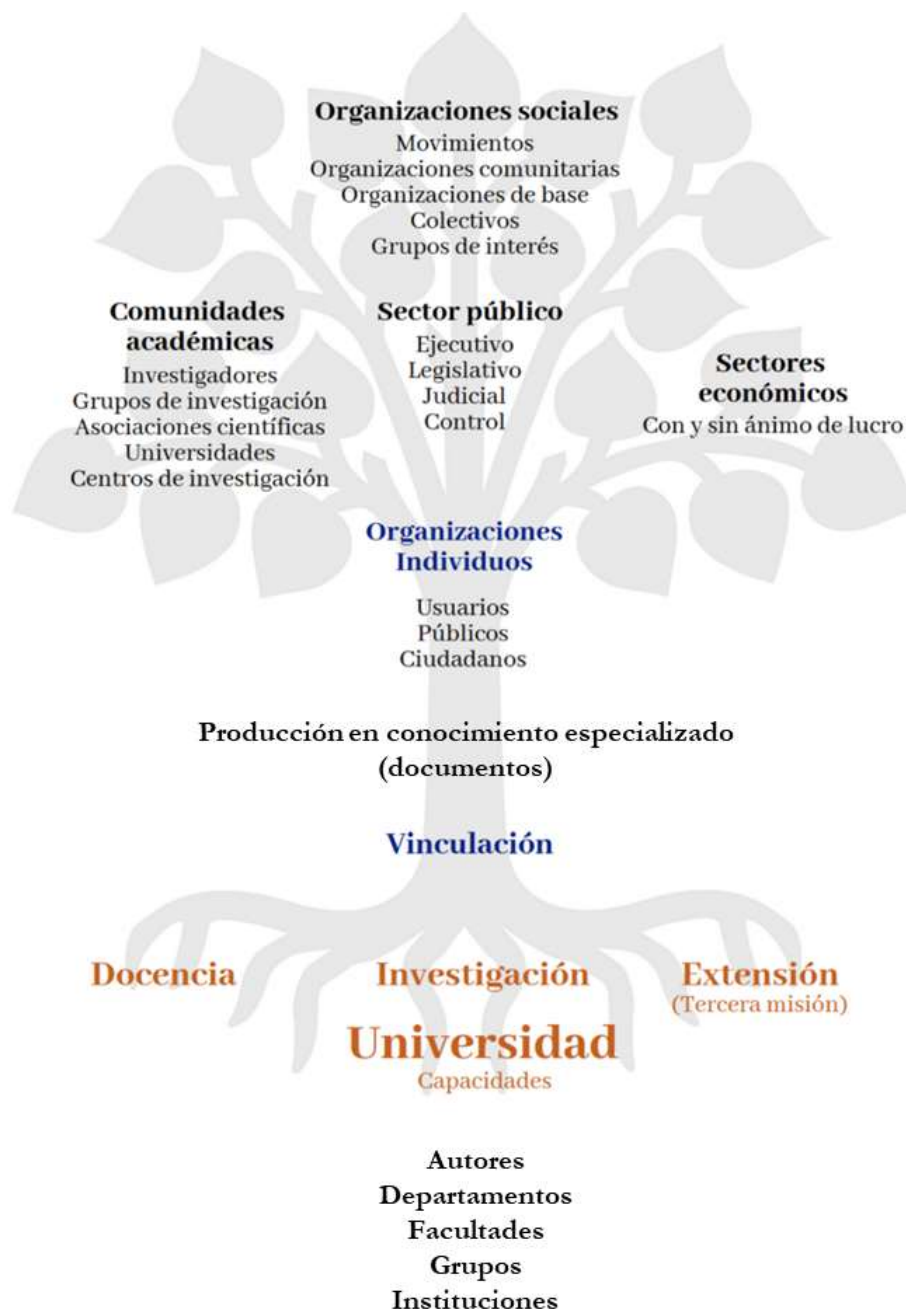 Organizaciones sociales
Movimientos
Organizaciones comunitarias
Organizaciones de base
Colectivos
Grupos de interés
Comunidades
académicas
Investigadores
Grupos de investigación
Asociaciones científicas
Universidades
Centros de investigación
Sector público
Ejecutivo
Legislativo
Judicial
Control
Sectores
económicos
Con y sin ánimo de lucro
Organizaciones
Individuos
Usuarios
Públicos
Ciudadanos
Producción en conocimiento especializado
(documentos)
Vinculación
Docencia
Investigación
Extensión
(Tercera misión)
Universidad
Capacidades
Autores
Departamentos
Facultades
Grupos
Instituciones